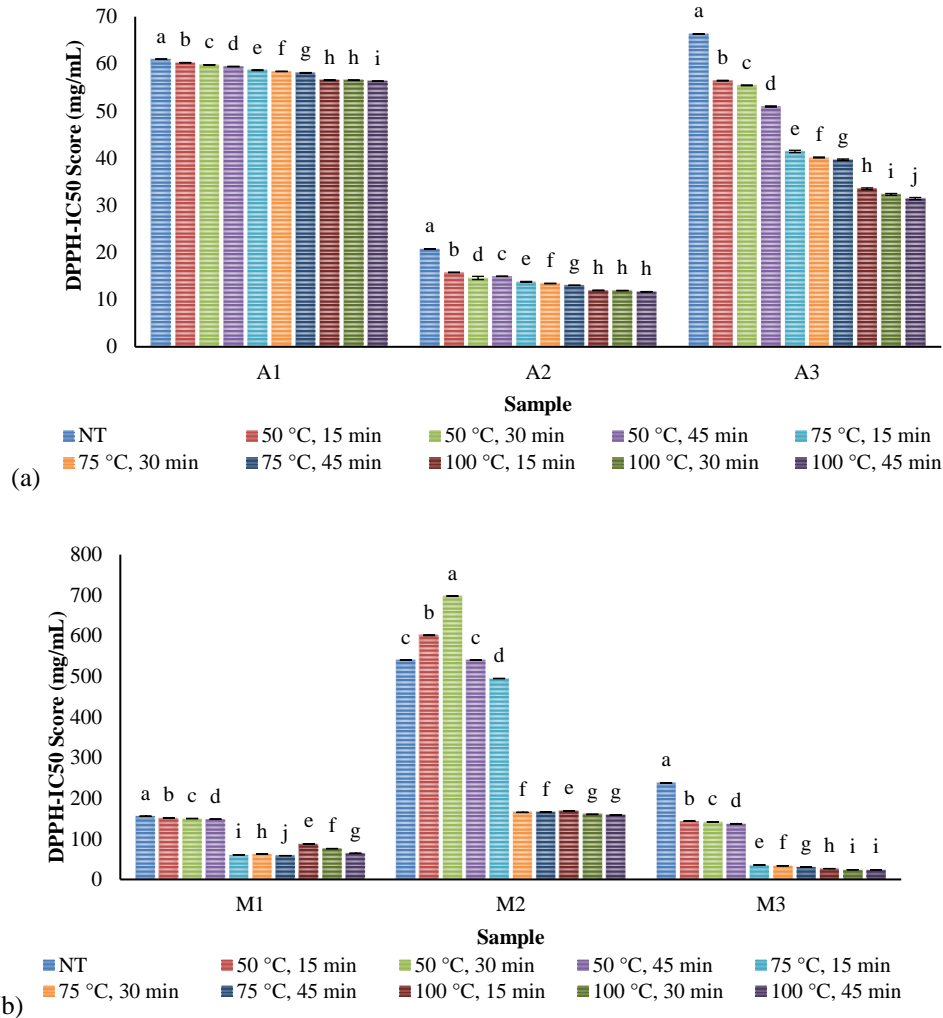 DPPH-IC50 Score (mg/mL)
70
60
50
40
30
20
10
0
a b c d e f g h h i
a b d c e f g h h h
a b c d e f g h i j
A1 A2 A3
Sample
NT 50 °C, 15 min 50 °C, 30 min 50 °C, 45 min 75 °C, 15 min
75 °C, 30 min 75 °C, 45 min 100 °C, 15 min 100 °C, 30 min 100 °C, 45 min
(a)
DPPH-IC50 Score (mg/mL)
800
700
600
500
400
300
200
100
0
a b c d i h j e f g
c b a c d f f e g g
a b c d e f g h i i
M1 M2 M3
Sample
NT 50 °C, 15 min 50 °C, 30 min 50 °C, 45 min 75 °C, 15 min
75 °C, 30 min 75 °C, 45 min 100 °C, 15 min 100 °C, 30 min 100 °C, 45 min
b)